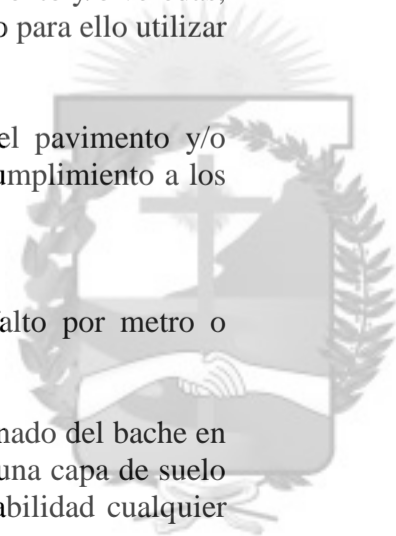 o para ello utilizar
el pavimento y/o
umplimiento a los
alto por metro o
nado del bache en
una capa de suelo
abilidad cualquier